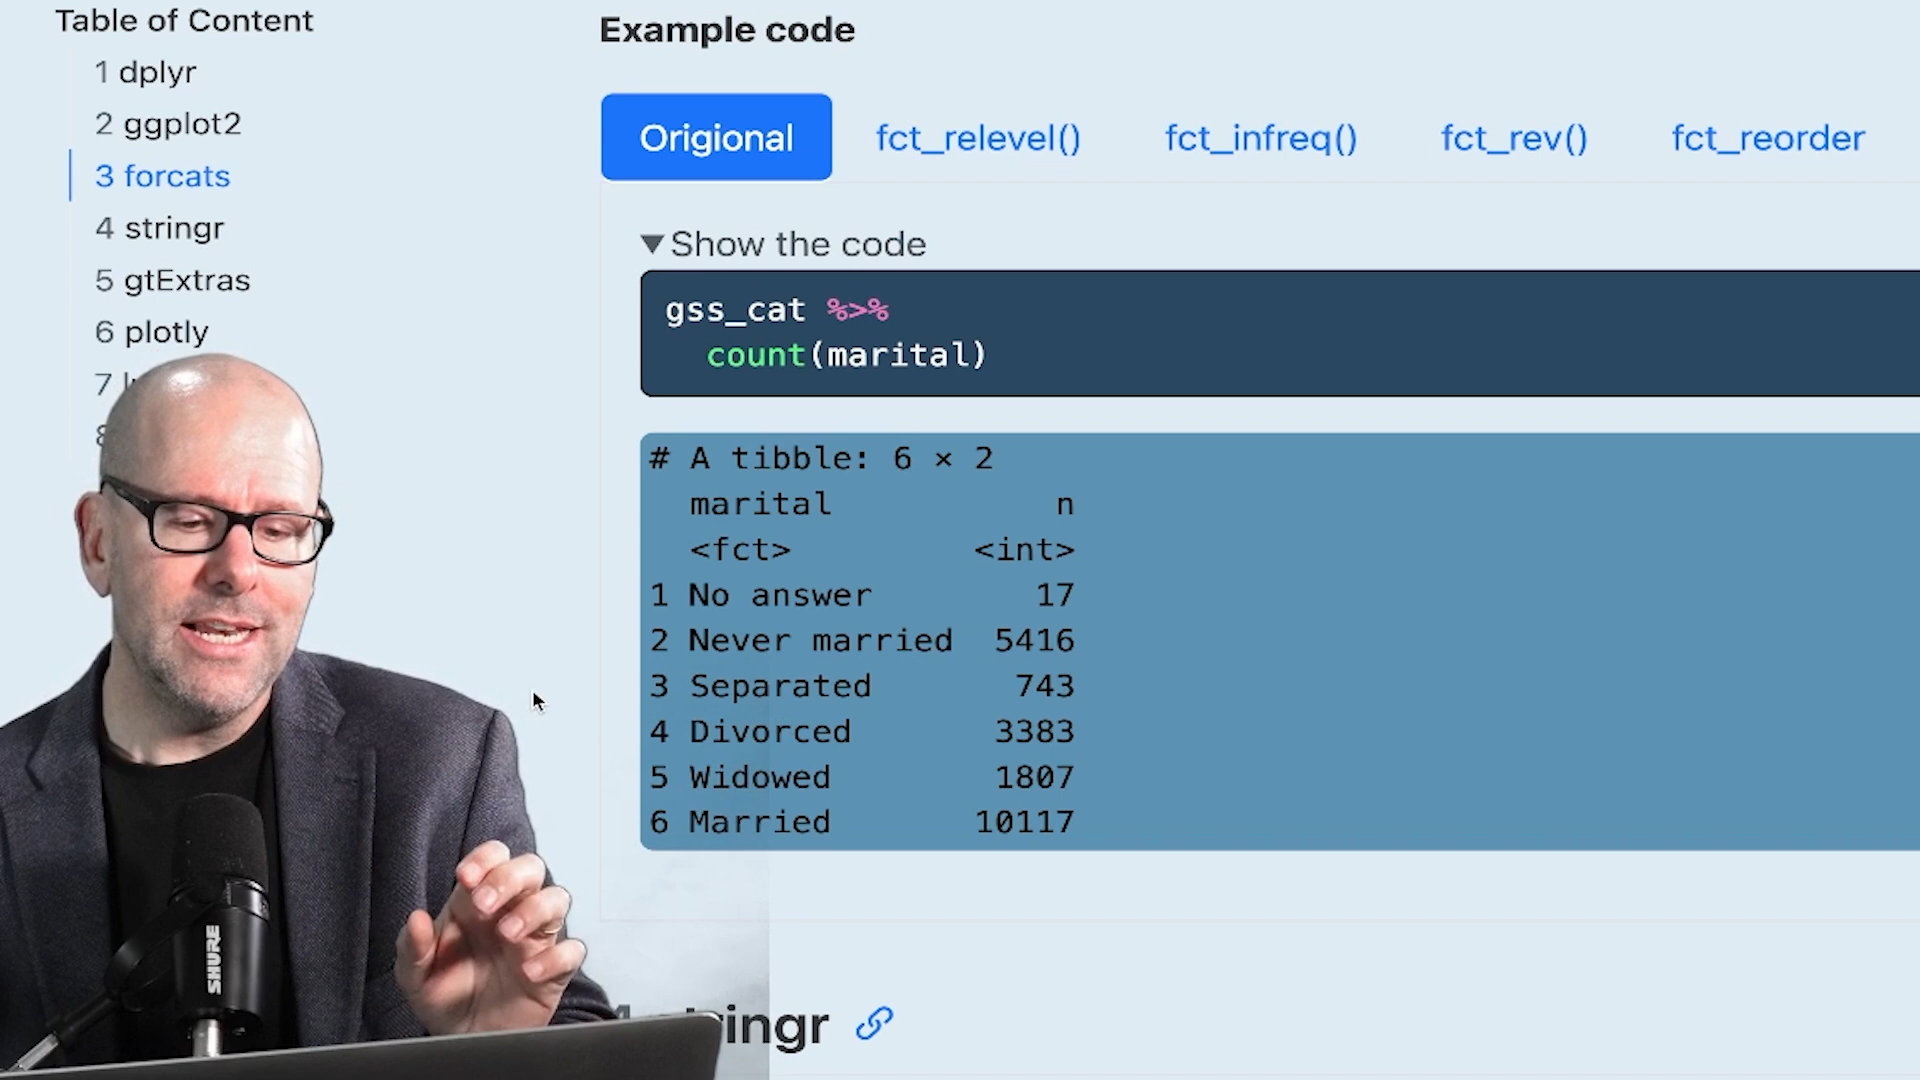 Table of Content
1 dplyr
2 ggplot2
3 forcats
4 stringr
5 gtExtras
6 plotly
7
8
Example code
Origional
fct_relevel()
fct_infreq()
fct_rev()
fct_reorder
Show the code
gss_cat %>%
count(marital)
# A tibble: 6 × 2
marital n
<fct> <int>
1 No answer 17
2 Never married 5416
3 Separated 743
4 Divorced 3383
5 Widowed 1807
6 Married 10117
SHURE